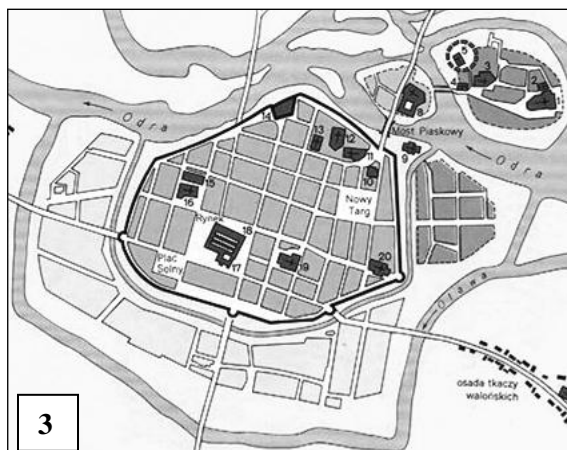 5
3
4
2
1
6
Most Piaskowy
Odra
Odra
14
13
12
11
10
9
15
16
Nowy
Targ
Rynek
18
Plac
Solny
17
19
20
Oława
osada tkaczy
walońskich
3